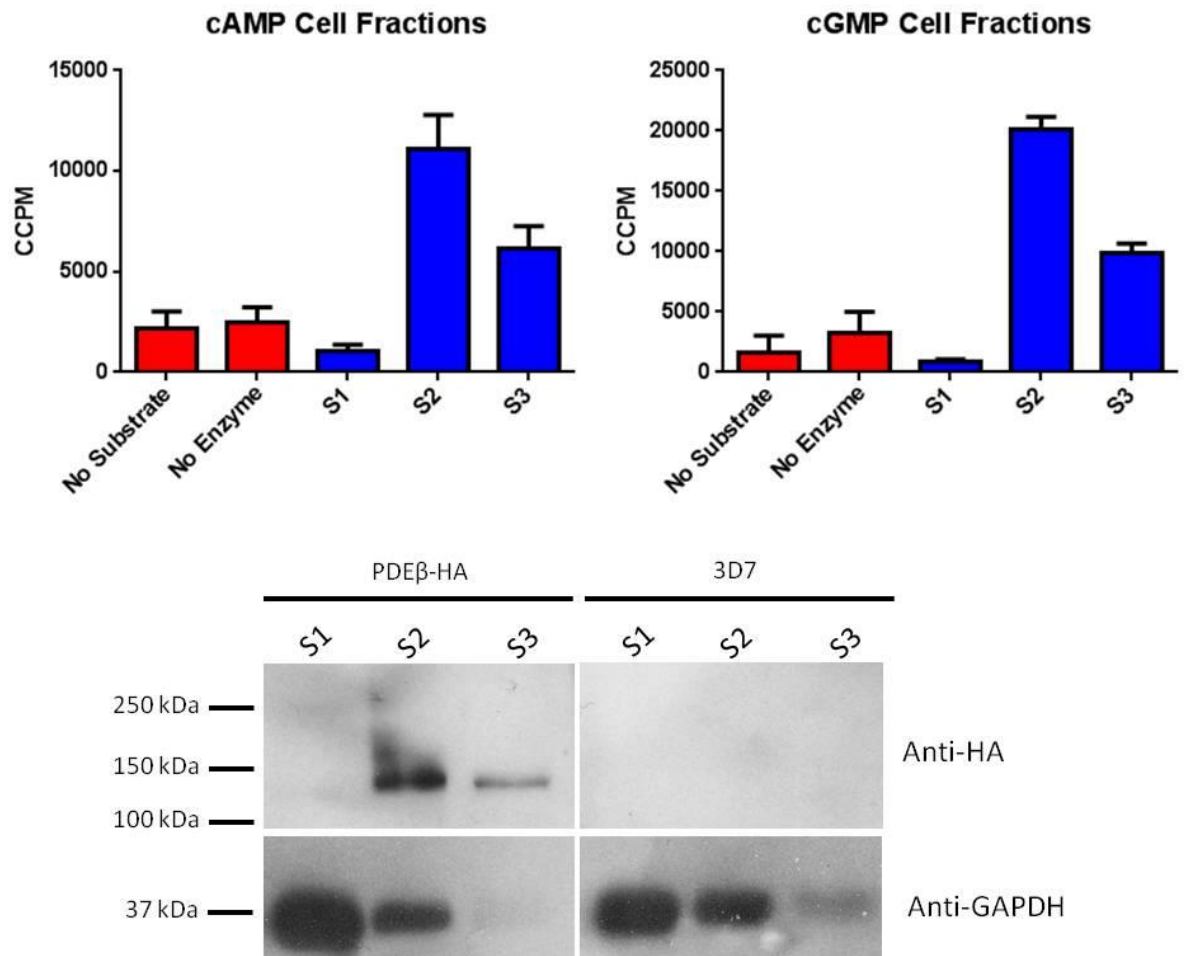 cAMP Cell Fractions
CCPM
15000
10000
5000
0
No Substrate
No Enzyme
S1
S2
S3
cGMP Cell Fractions
CCPM
25000
20000
15000
10000
5000
0
No Substrate
No Enzyme
S1
S2
S3
PDEβ-HA
3D7
S1 S2 S3 S1 S2 S3
250 kDa
150 kDa
100 kDa
Anti-HA
37 kDa
Anti-GAPDH